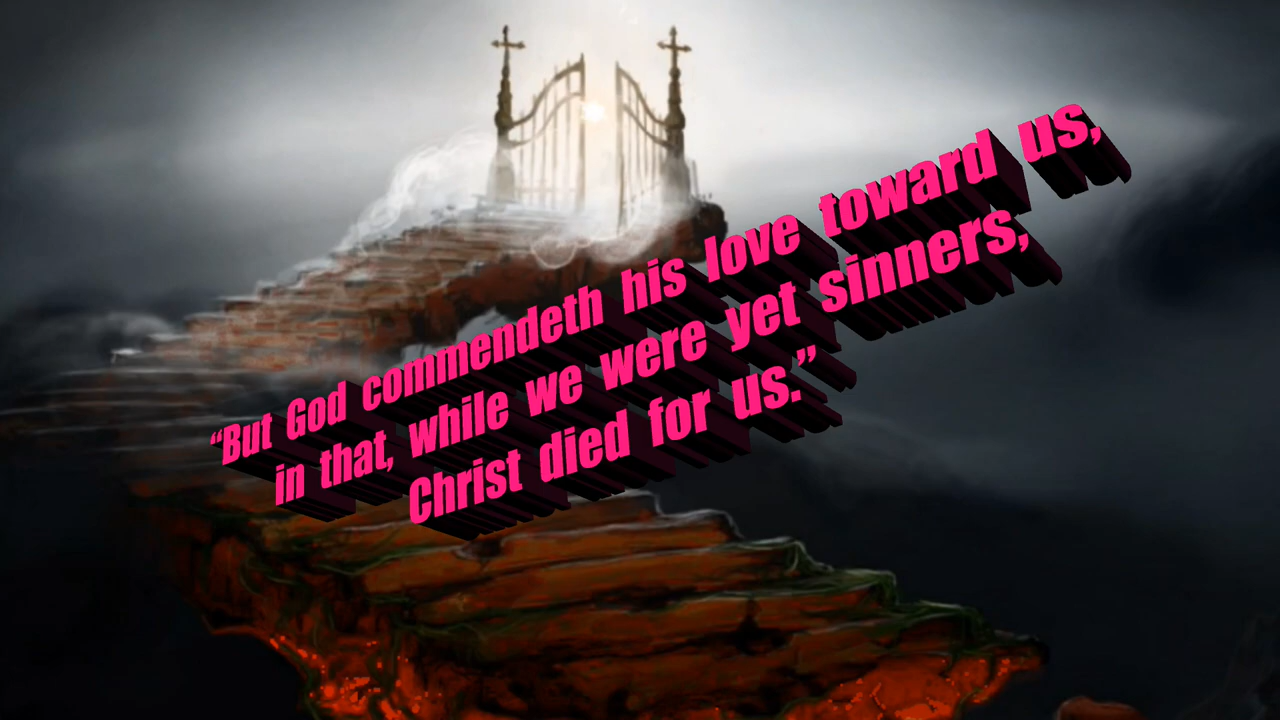 “But God commendeth his love toward us,
in that, while we were yet sinners,
Christ died for us.”